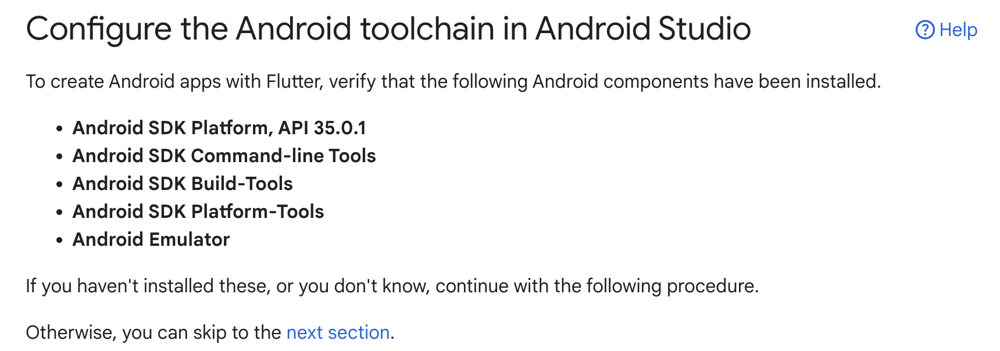 Configure the Android toolchain in Android Studio
Help
To create Android apps with Flutter, verify that the following Android components have been installed.
• Android SDK Platform, API 35.0.1
• Android SDK Command-line Tools
• Android SDK Build-Tools
• Android SDK Platform-Tools
• Android Emulator
If you haven't installed these, or you don't know, continue with the following procedure.
Otherwise, you can skip to the next section.